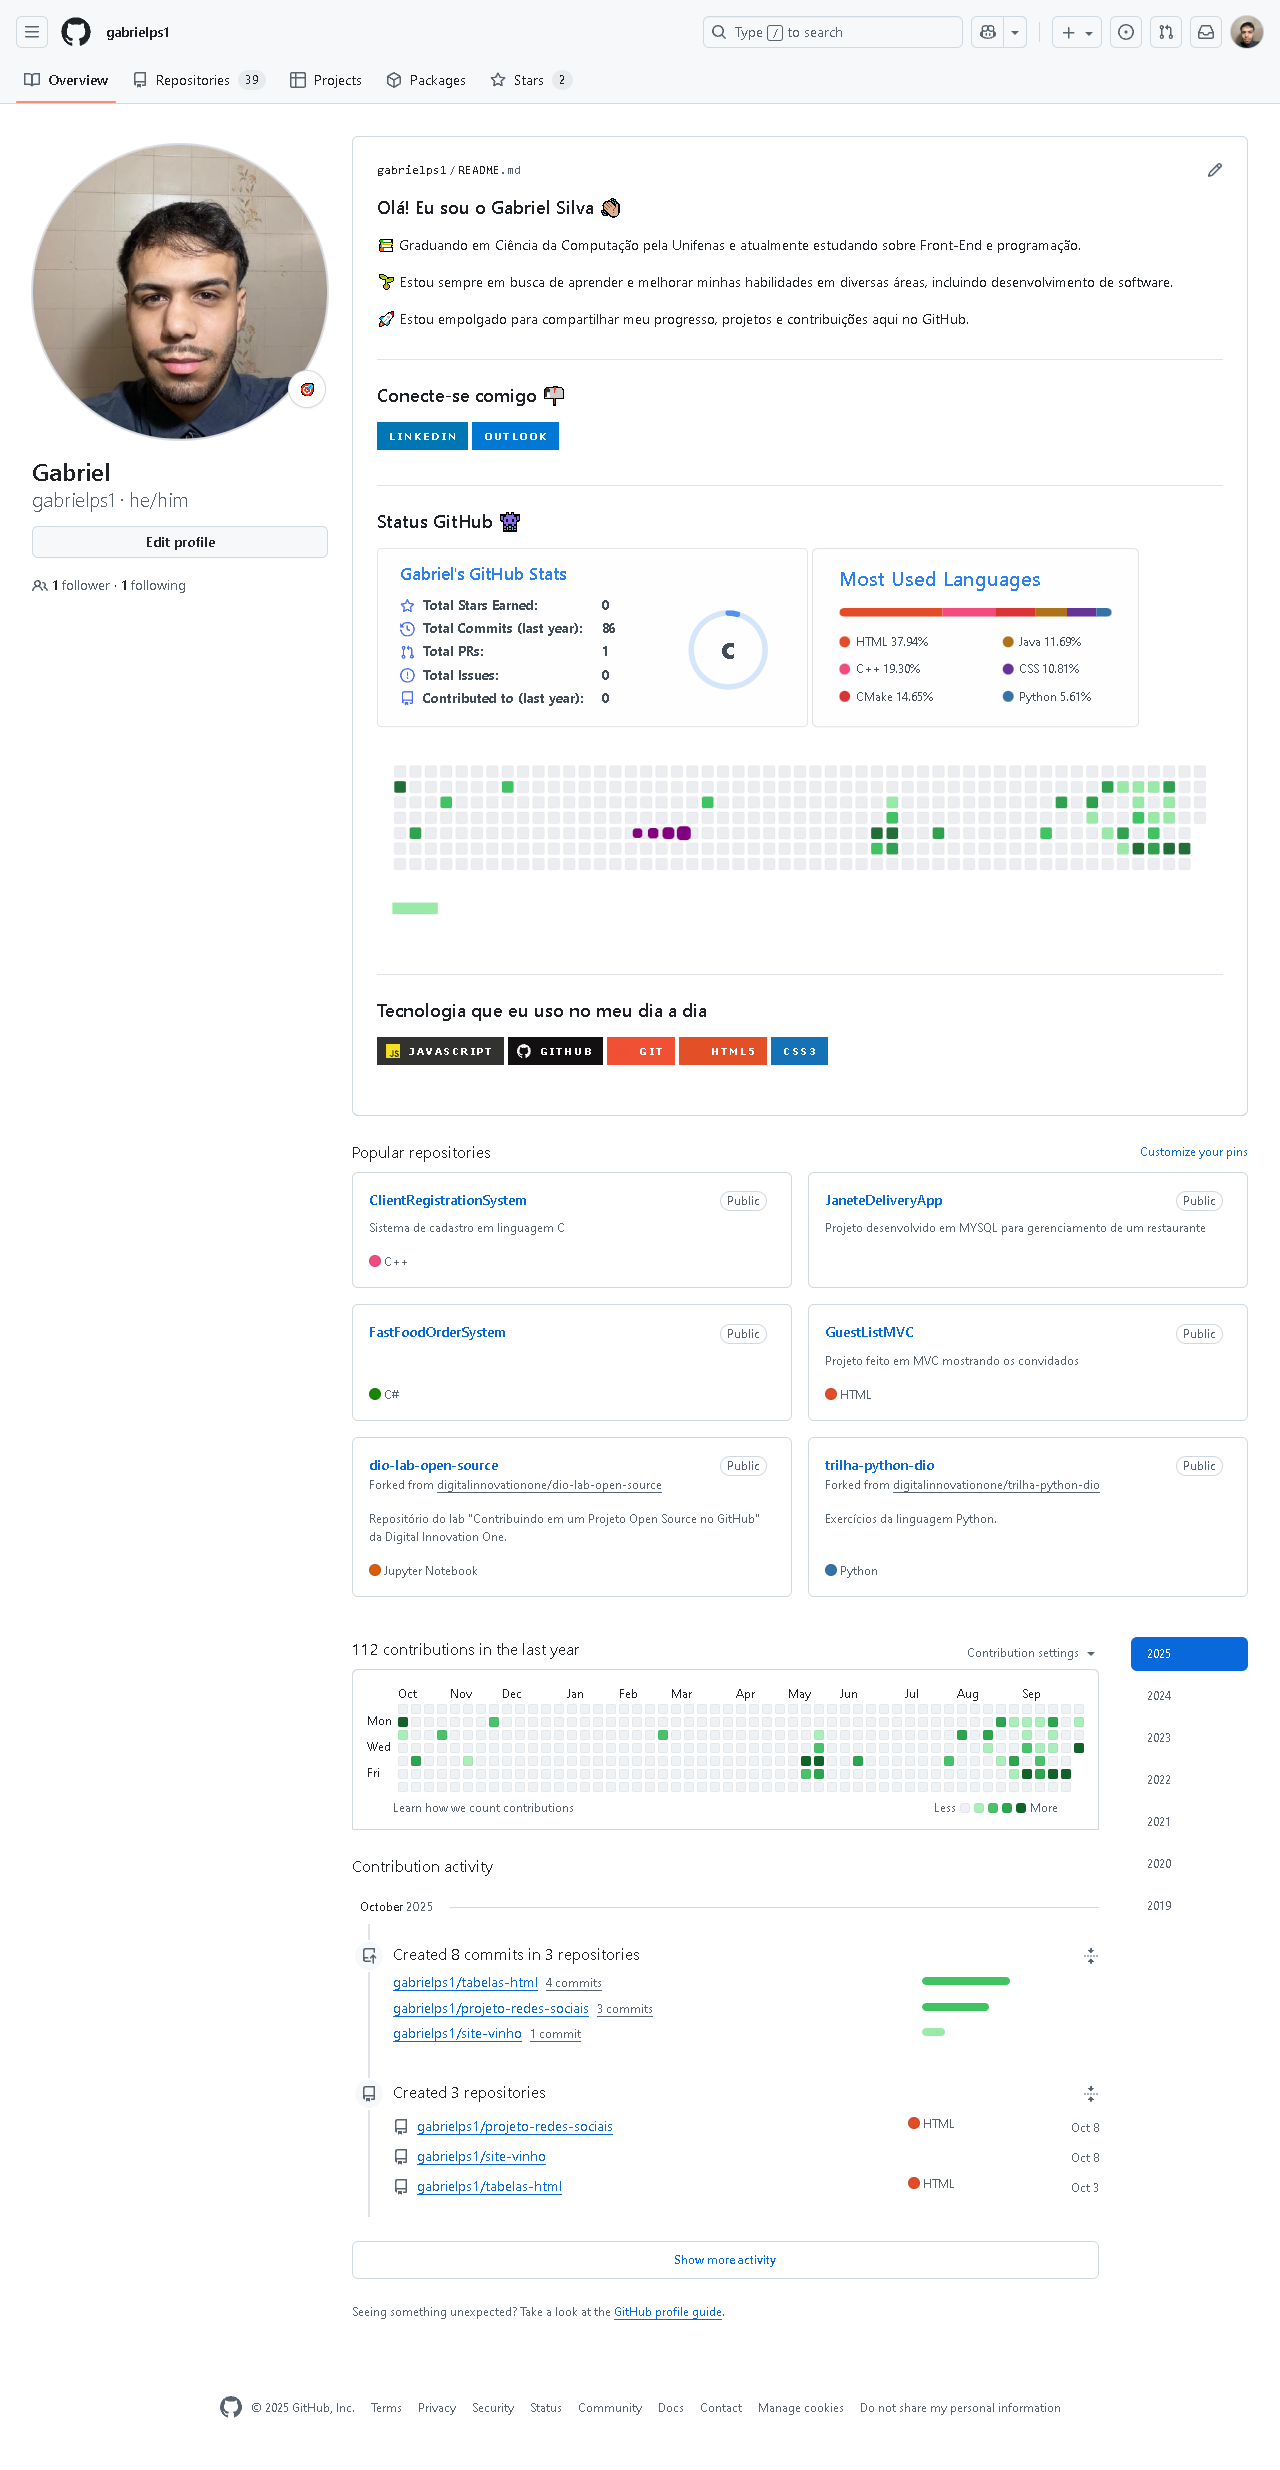 gabrielps1
Type / to search
Overview
Repositories 39
Projects
Packages
Stars 2
gabrielps1 / README.md
Olá! Eu sou o Gabriel Silva
Graduando em Ciência da Computação pela Unifenas e atualmente estudando sobre Front-End e programação.
Estou sempre em busca de aprender e melhorar minhas habilidades em diversas áreas, incluindo desenvolvimento de software.
Estou empolgado para compartilhar meu progresso, projetos e contribuições aqui no GitHub.
Conecte-se comigo
LINKEDIN
OUTLOOK
Gabriel
gabrielps1 · he/him
Edit profile
1 follower · 1 following
Status GitHub
Gabriel's GitHub Stats
Total Stars Earned: 0
Total Commits (last year): 86
Total PRs: 1
Total Issues: 0
Contributed to (last year): 0
C
Most Used Languages
HTML 37.94%
Java 11.69%
C++ 19.30%
CSS 10.81%
CMake 14.65%
Python 5.61%
Tecnologia que eu uso no meu dia a dia
JS JAVASCRIPT
GITHUB
GIT
HTML5
CSS3
Popular repositories
Customize your pins
ClientRegistrationSystem
Public
Sistema de cadastro em linguagem C
C++
JaneteDeliveryApp
Public
Projeto desenvolvido em MYSQL para gerenciamento de um restaurante
FastFoodOrderSystem
Public
C#
GuestListMVC
Public
Projeto feito em MVC mostrando os convidados
HTML
dio-lab-open-source
Public
Forked from digitalinnovationone/dio-lab-open-source
Repositório do lab "Contribuindo em um Projeto Open Source no GitHub"
da Digital Innovation One.
Jupyter Notebook
trilha-python-dio
Public
Forked from digitalinnovationone/trilha-python-dio
Exercícios da linguagem Python.
Python
112 contributions in the last year
Contribution settings
Oct Nov Dec Jan Feb Mar Apr May Jun Jul Aug Sep
Mon
Wed
Fri
Learn how we count contributions
Less
More
2025
2024
2023
2022
2021
2020
2019
Contribution activity
October 2025
Created 8 commits in 3 repositories
gabrielps1/tabelas-html 4 commits
gabrielps1/projeto-redes-sociais 3 commits
gabrielps1/site-vinho 1 commit
Created 3 repositories
gabrielps1/projeto-redes-sociais HTML Oct 8
gabrielps1/site-vinho Oct 8
gabrielps1/tabelas-html HTML Oct 3
Show more activity
Seeing something unexpected? Take a look at the GitHub profile guide.
© 2025 GitHub, Inc. Terms Privacy Security Status Community Docs Contact Manage cookies Do not share my personal information